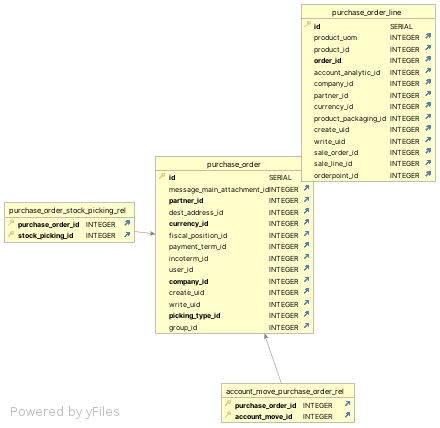 purchase_order_line
id SERIAL
product_uom INTEGER
product_id INTEGER
order_id INTEGER
account_analytic_id INTEGER
company_id INTEGER
partner_id INTEGER
currency_id INTEGER
product_packaging_id INTEGER
create_uid INTEGER
write_uid INTEGER
sale_order_id INTEGER
sale_line_id INTEGER
orderpoint_id INTEGER
purchase_order
id SERIAL
message_main_attachment_id INTEGER
partner_id INTEGER
dest_address_id INTEGER
currency_id INTEGER
fiscal_position_id INTEGER
payment_term_id INTEGER
incoterm_id INTEGER
user_id INTEGER
company_id INTEGER
create_uid INTEGER
write_uid INTEGER
picking_type_id INTEGER
group_id INTEGER
purchase_order_stock_picking_rel
purchase_order_id INTEGER
stock_picking_id INTEGER
account_move_purchase_order_rel
purchase_order_id INTEGER
account_move_id INTEGER
Powered by yFiles